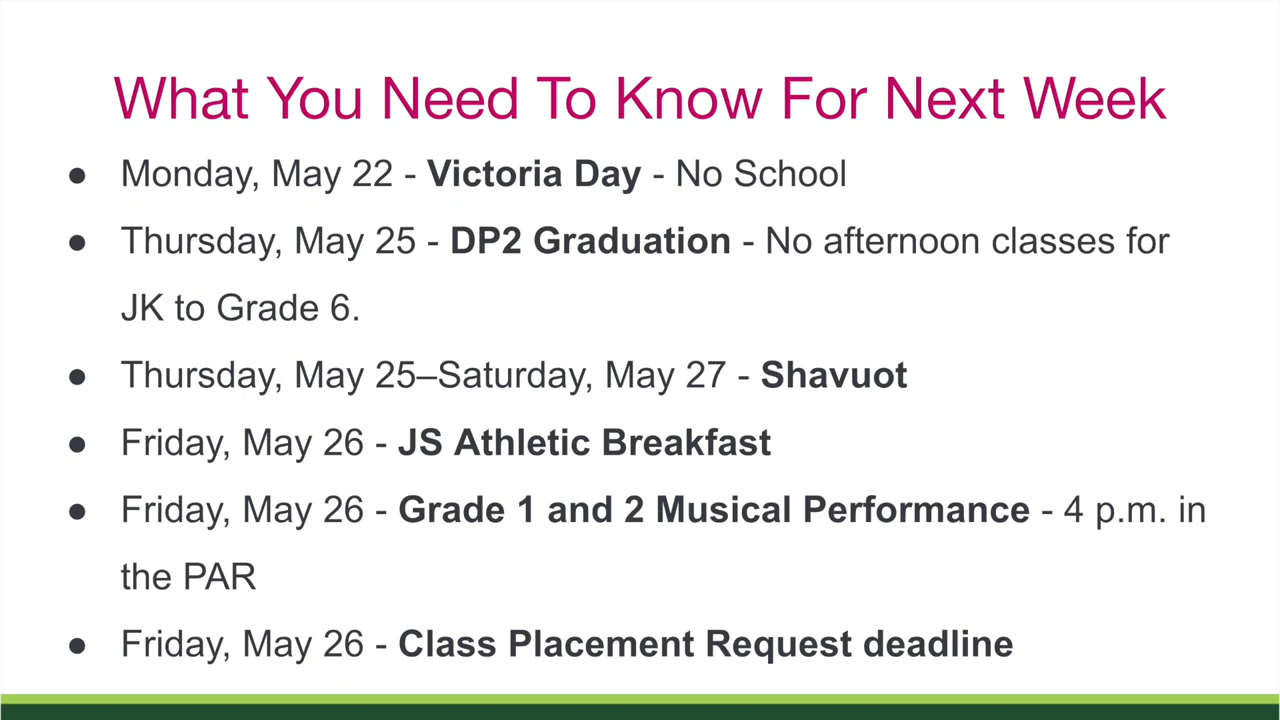 What You Need To Know For Next Week
● Monday, May 22 - Victoria Day - No School
● Thursday, May 25 - DP2 Graduation - No afternoon classes for
JK to Grade 6.
● Thursday, May 25–Saturday, May 27 - Shavuot
● Friday, May 26 - JS Athletic Breakfast
● Friday, May 26 - Grade 1 and 2 Musical Performance - 4 p.m. in
the PAR
● Friday, May 26 - Class Placement Request deadline